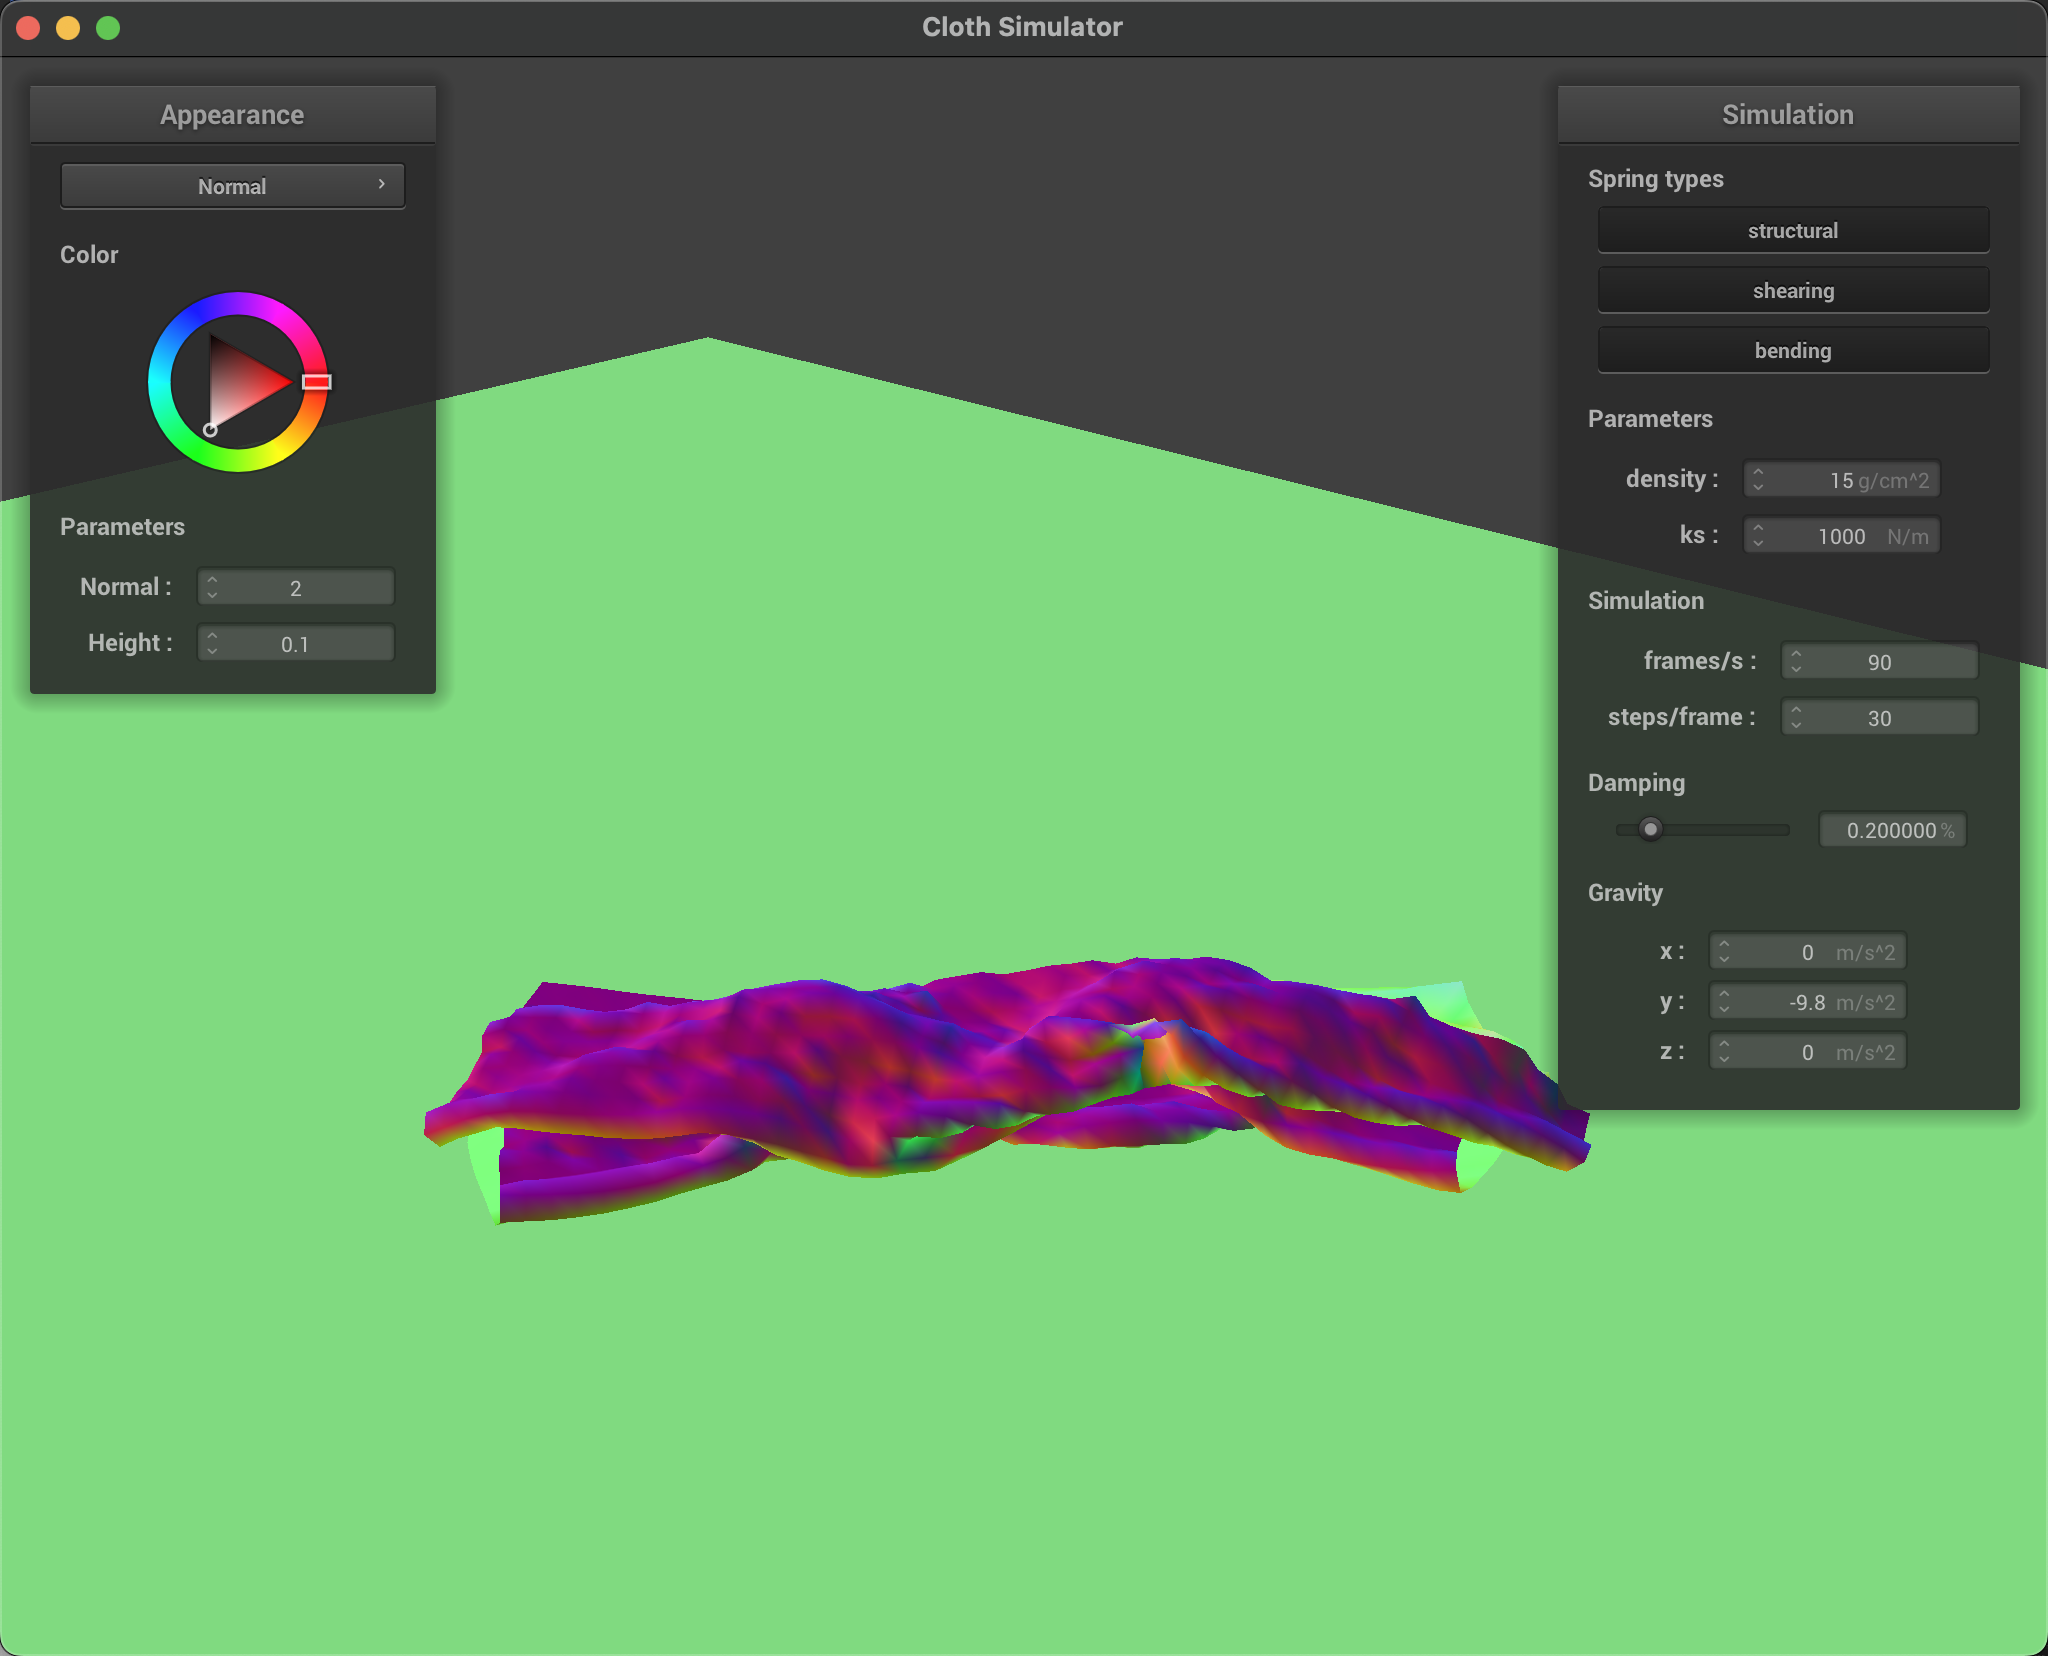 Cloth Simulator
Appearance
Normal
Color
Parameters
Normal : 2
Height : 0.1
Simulation
Spring types
structural
shearing
bending
Parameters
density : 15 g/cm^2
ks : 1000 N/m
Simulation
frames/s : 90
steps/frame : 30
Damping
0.200000 %
Gravity
x : 0 m/s^2
y : -9.8 m/s^2
z : 0 m/s^2